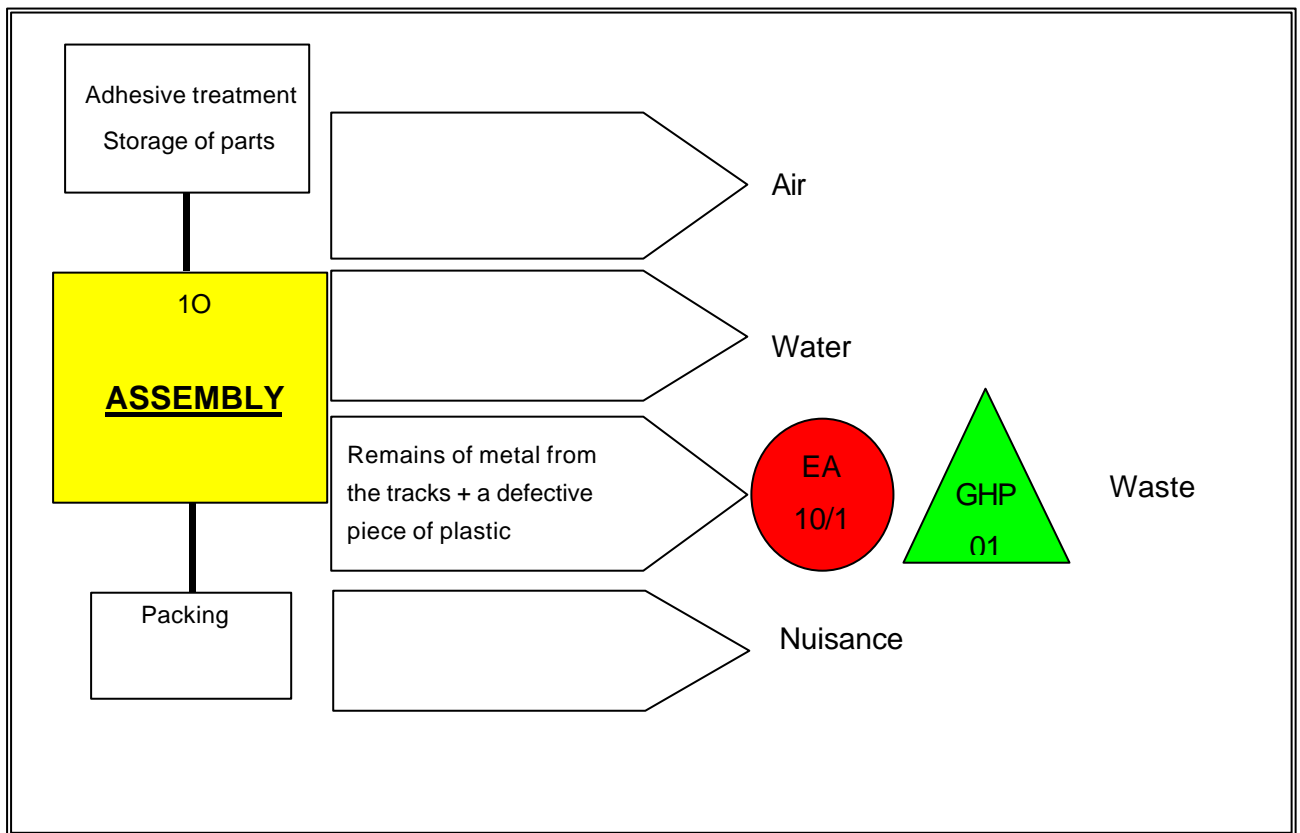 Adhesive treatment
Storage of parts
Air
1O
ASSEMBLY
Water
Remains of metal from
the tracks + a defective
piece of plastic
EA
10/1
GHP
01
Waste
Packing
Nuisance